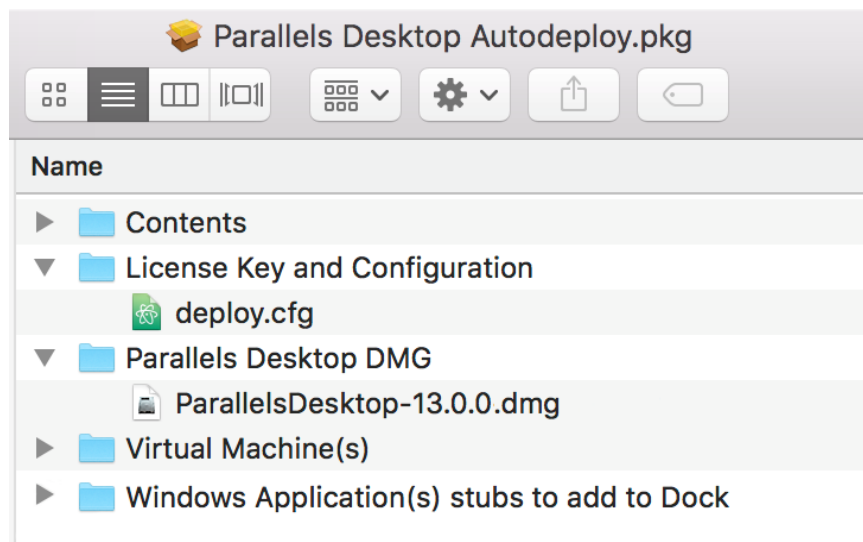 Parallels Desktop Autodeploy.pkg
Name
Contents
License Key and Configuration
deploy.cfg
Parallels Desktop DMG
ParallelsDesktop-13.0.0.dmg
Virtual Machine(s)
Windows Application(s) stubs to add to Dock